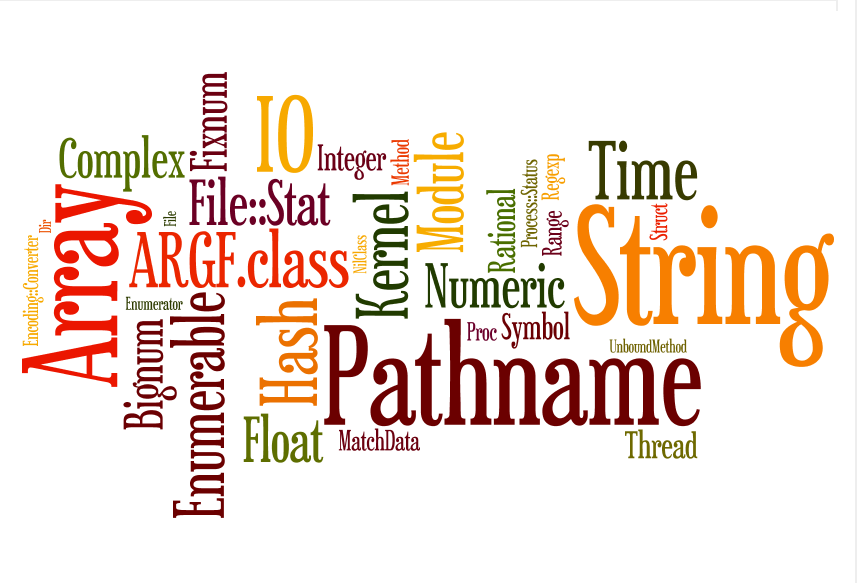 Fixnum
IO
Complex
Integer
Method
Module
Time
File::Stat
Kernel
Rational
Process::Status
Regexp
Range
Struct
String
Array
Dir
File
Encoding::Converter
ARGF.class
NilClass
Numeric
Enumerator
Enumerable
Bignum
Hash
Proc
Symbol
UnboundMethod
Pathname
Float
MatchData
Thread